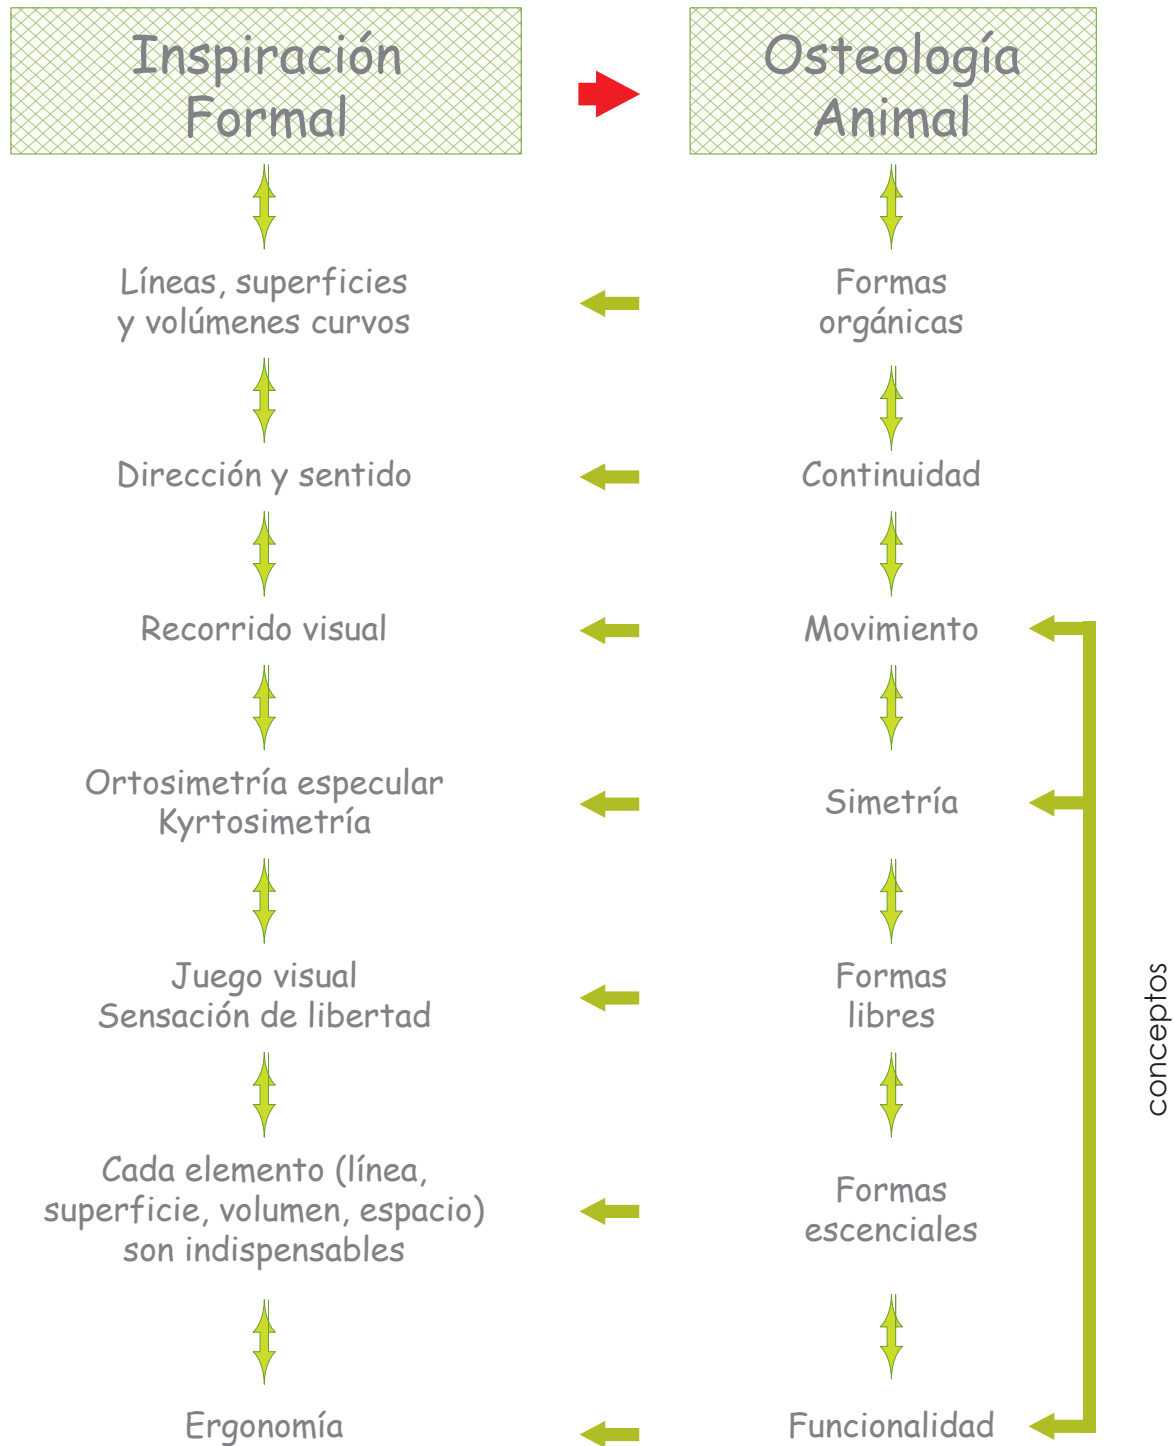 Inspiración
Formal
Osteología
Animal
Líneas, superficies
y volúmenes curvos
Formas
orgánicas
Dirección y sentido
Continuidad
Recorrido visual
Movimiento
Ortosimetría especular
Kyrtosimetría
Simetría
Juego visual
Sensación de libertad
Formas
libres
Cada elemento (línea,
superficie, volumen, espacio)
son indispensables
Formas
escenciales
Ergonomía
Funcionalidad
conceptos